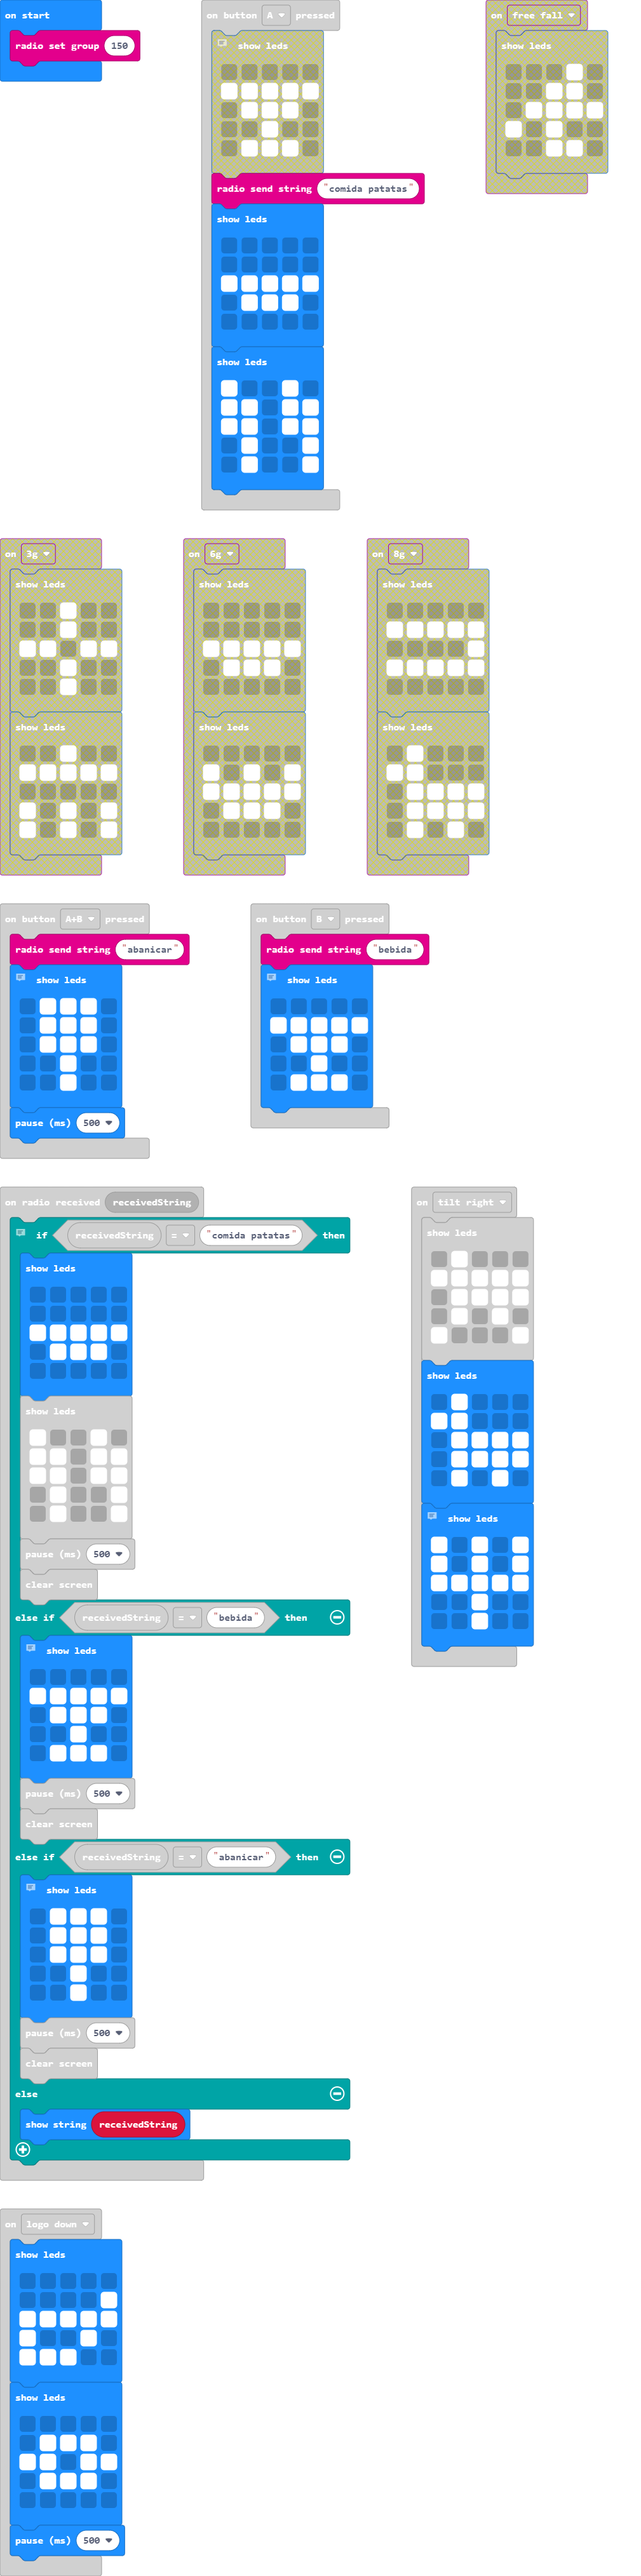 on start
radio set group 150
on button A pressed
show leds
radio send string "comida patatas"
show leds
show leds
on free fall
show leds
on 3g
show leds
show leds
on 6g
show leds
show leds
on 8g
show leds
show leds
on button A+B pressed
radio send string "abanicar"
show leds
pause (ms) 500
on button B pressed
radio send string "bebida"
show leds
on radio received receivedString
if receivedString = "comida patatas" then
show leds
show leds
pause (ms) 500
clear screen
else if receivedString = "bebida" then
show leds
pause (ms) 500
clear screen
else if receivedString = "abanicar" then
show leds
pause (ms) 500
clear screen
else
show string receivedString
on tilt right
show leds
show leds
show leds
on logo down
show leds
show leds
pause (ms) 500